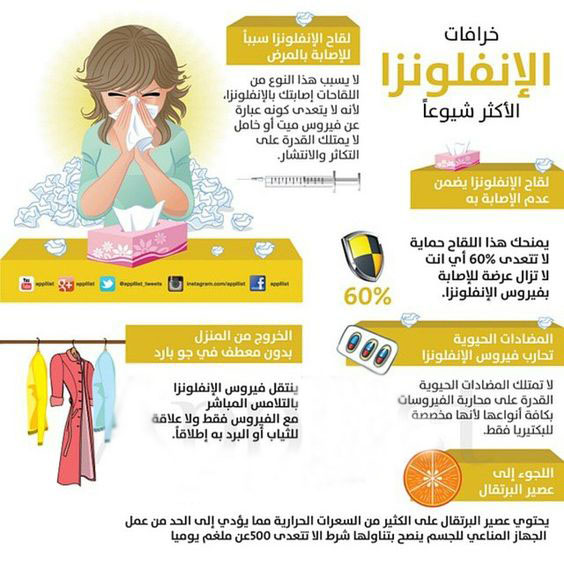 خرافات
الإنفلونزا
الأكثر شيوعاً
لقاح الإنفلونزا سبباً
للإصابة بالمرض
لا يسبب هذا النوع من
اللقاحات إصابتك بالإنفلونزا،
لأنه لا يتعدى كونه عبارة
عن فيروس ميت أو خامل
لا يمتلك القدرة على
التكاثر والانتشار.
لقاح الإنفلونزا يضمن
عدم الإصابة به
يمنحك هذا اللقاح حماية
لا تتعدى 60% أي انت
لا تزال عرضة للإصابة
بفيروس الإنفلونزا.
60%
appliist
appliist
@appliist_tweets
instagram.com/appliist
appliist
المضادات الحيوية
تحارب فيروس الإنفلونزا
لا تمتلك المضادات الحيوية
القدرة على محاربة الفيروسات
بكافة أنواعها لأنها مخصصة
للبكتيريا فقط.
الخروج من المنزل
بدون معطف في جو بارد
ينتقل فيروس الإنفلونزا
بالتلامس المباشر
مع الفيروس فقط ولا علاقة
للثياب أو البرد به إطلاقاً.
اللجوء إلى
عصير البرتقال
يحتوي عصير البرتقال على الكثير من السعرات الحرارية مما يؤدي إلى الحد من عمل
الجهاز المناعي للجسم ينصح بتناولها شرط الا تتعدى 500عن ملغم يوميا